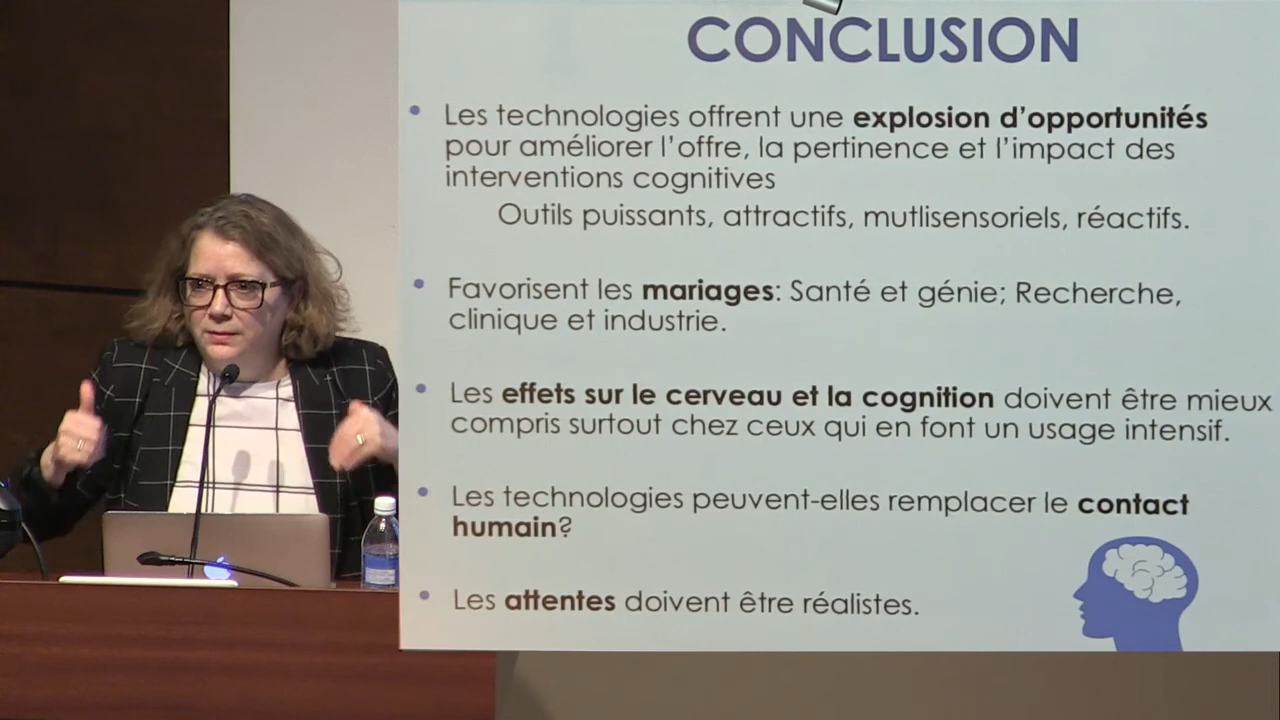 CONCLUSION
• Les technologies offrent une explosion d'opportunités
pour améliorer l'offre, la pertinence et l'impact des
interventions cognitives
Outils puissants, attractifs, mutlisensoriels, réactifs.
• Favorisent les mariages: Santé et génie; Recherche,
clinique et industrie.
• Les effets sur le cerveau et la cognition doivent être mieux
compris surtout chez ceux qui en font un usage intensif.
• Les technologies peuvent-elles remplacer le contact
humain?
• Les attentes doivent être réalistes.